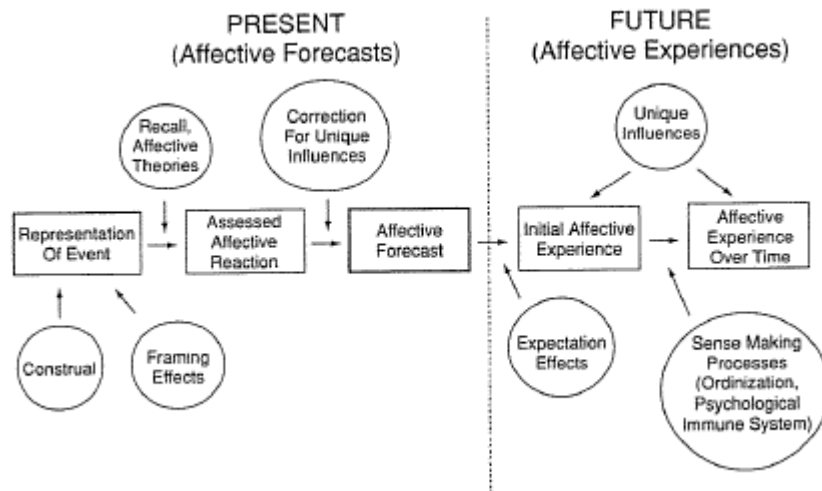 PRESENT
(Affective Forecasts)
FUTURE
(Affective Experiences)
Recall,
Affective
Theories
Correction
For Unique
Influences
Unique
Influences
Representation
Of Event
Assessed
Affective
Reaction
Affective
Forecast
Initial Affective
Experience
Affective
Experience
Over Time
Construal
Framing
Effects
Expectation
Effects
Sense Making
Processes
(Ordinization,
Psychological
Immune System)